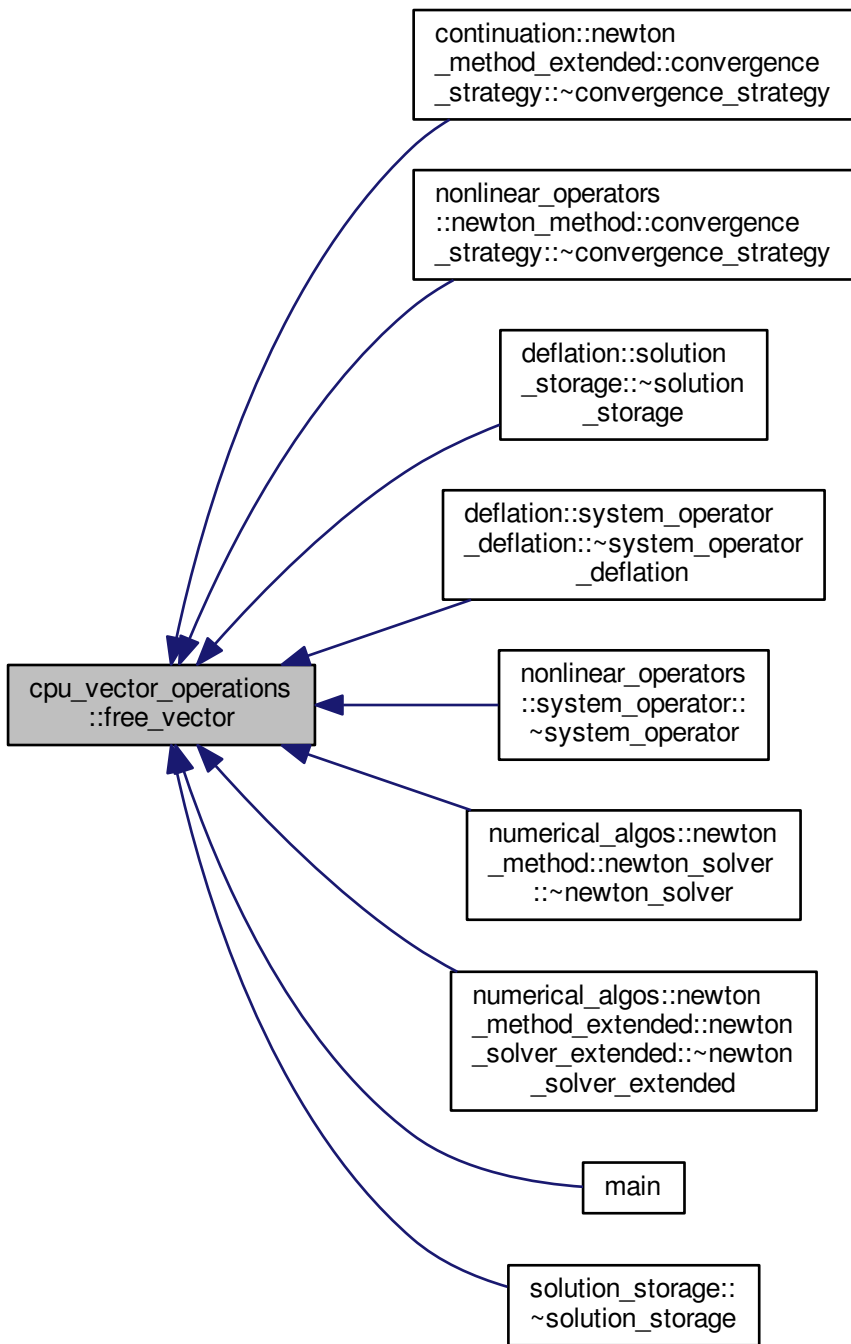 continuation::newton
_method_extended::convergence
_strategy::~convergence_strategy
nonlinear_operators
::newton_method::convergence
_strategy::~convergence_strategy
deflation::solution
_storage::~solution
_storage
deflation::system_operator
_deflation::~system_operator
_deflation
cpu_vector_operations
::free_vector
nonlinear_operators
::system_operator::
~system_operator
numerical_algos::newton
_method::newton_solver
::~newton_solver
numerical_algos::newton
_method_extended::newton
_solver_extended::~newton
_solver_extended
main
solution_storage::
~solution_storage